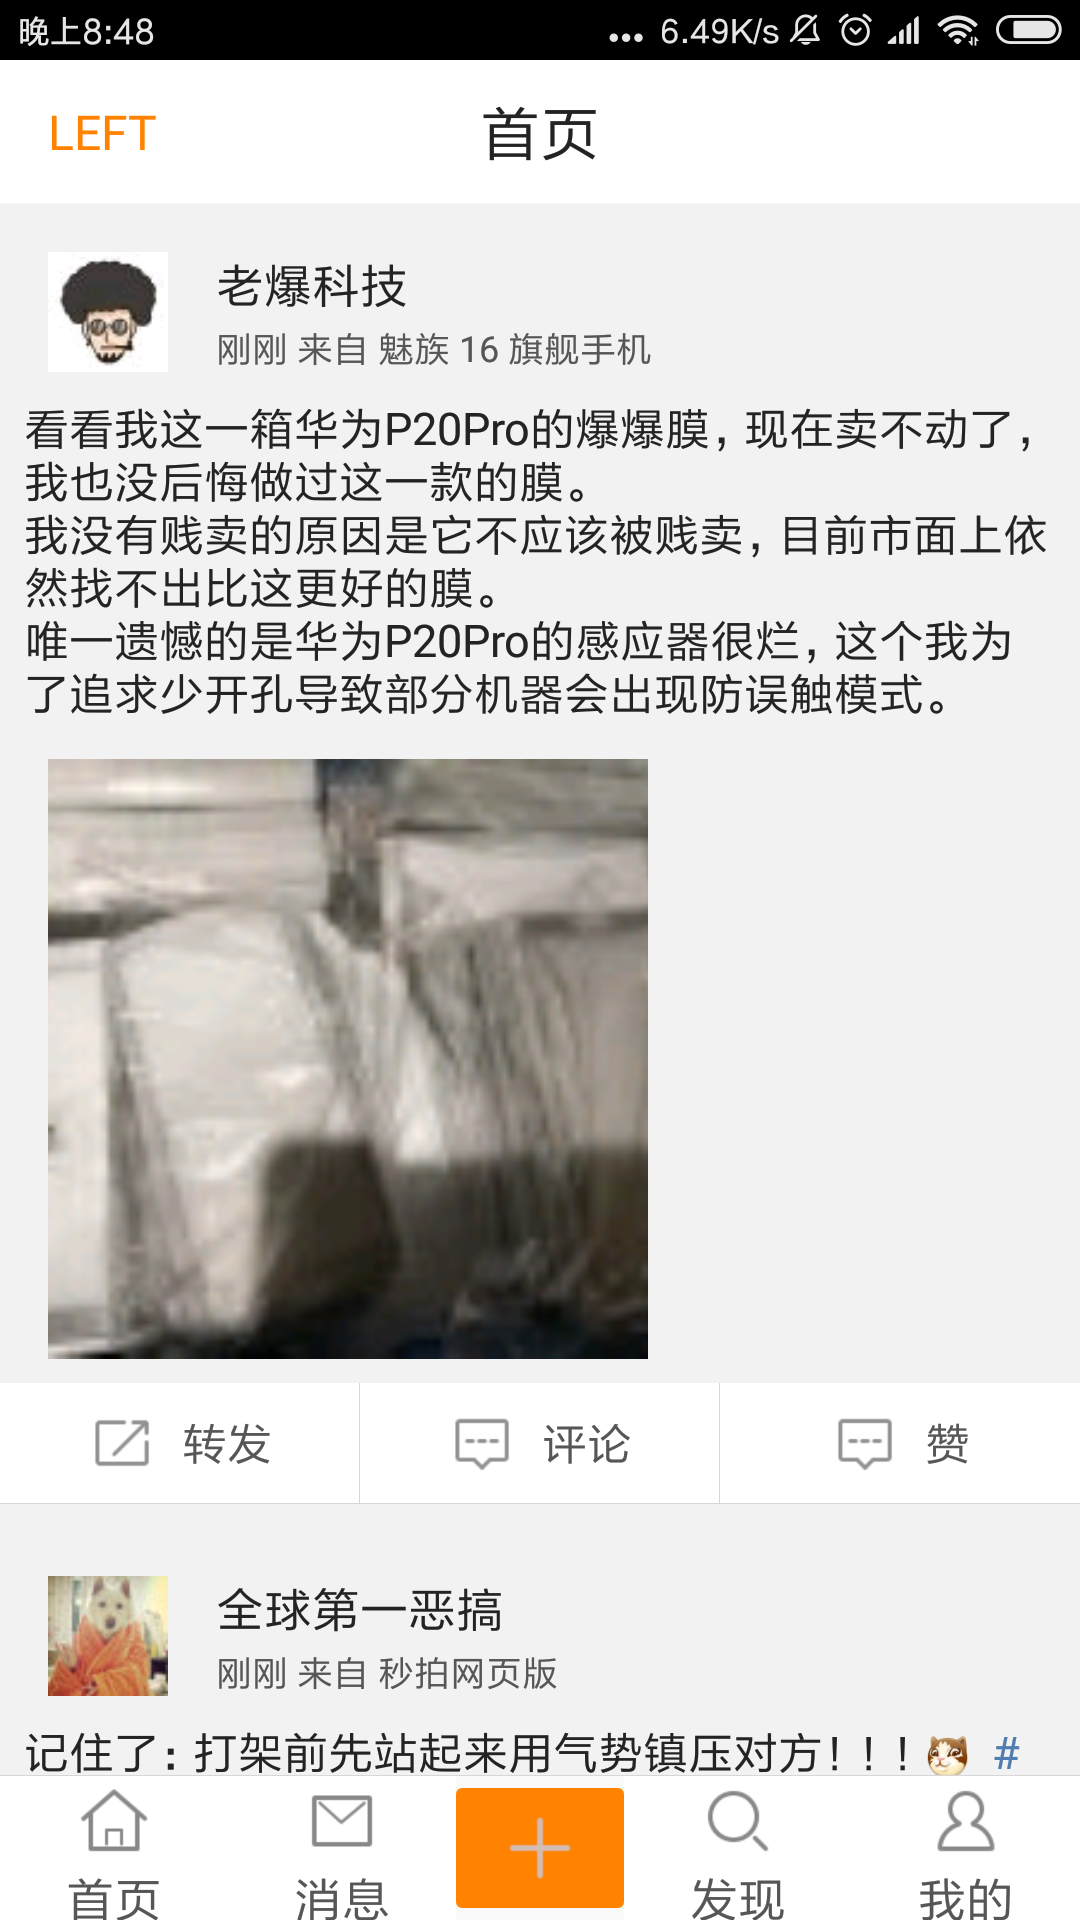 晚上8:48
... 6.49K/s
LEFT
首页
老爆科技
刚刚 来自 魅族 16 旗舰手机
看看我这一箱华为P20Pro的爆爆膜，现在卖不动了，
我也没后悔做过这一款的膜。
我没有贱卖的原因是它不应该被贱卖，目前市面上依
然找不出比这更好的膜。
唯一遗憾的是华为P20Pro的感应器很烂，这个我为
了追求少开孔导致部分机器会出现防误触模式。
转发
评论
赞
全球第一恶搞
刚刚 来自 秒拍网页版
记住了：打架前先站起来用气势镇压对方！！！ #
首页
消息
发现
我的